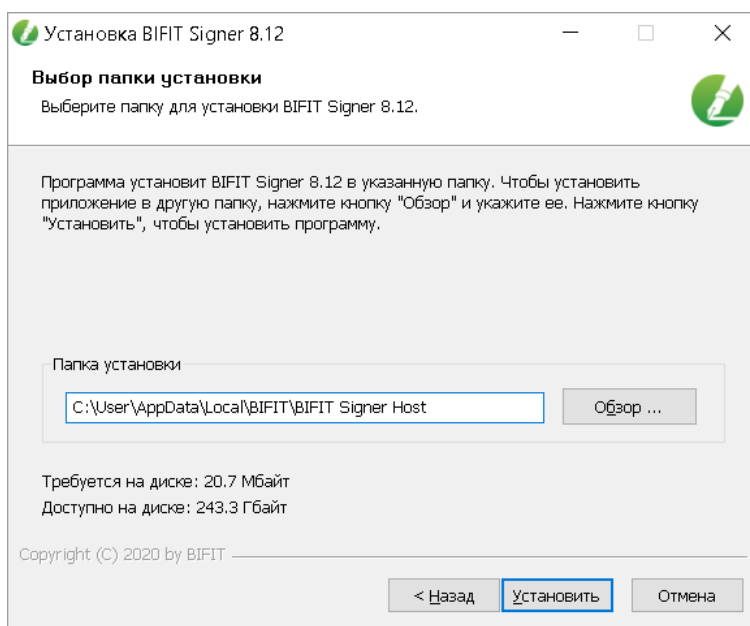 Установка BIFIT Signer 8.12
Выбор папки установки
Выберите папку для установки BIFIT Signer 8.12.
Программа установит BIFIT Signer 8.12 в указанную папку. Чтобы установить
приложение в другую папку, нажмите кнопку "Обзор" и укажите ее. Нажмите кнопку
"Установить", чтобы установить программу.
Папка установки
C:\User\AppData\Local\BIFIT\BIFIT Signer Host
Обзор ...
Требуется на диске: 20.7 Мбайт
Доступно на диске: 243.3 Гбайт
Copyright (C) 2020 by BIFIT
< Назад
Установить
Отмена